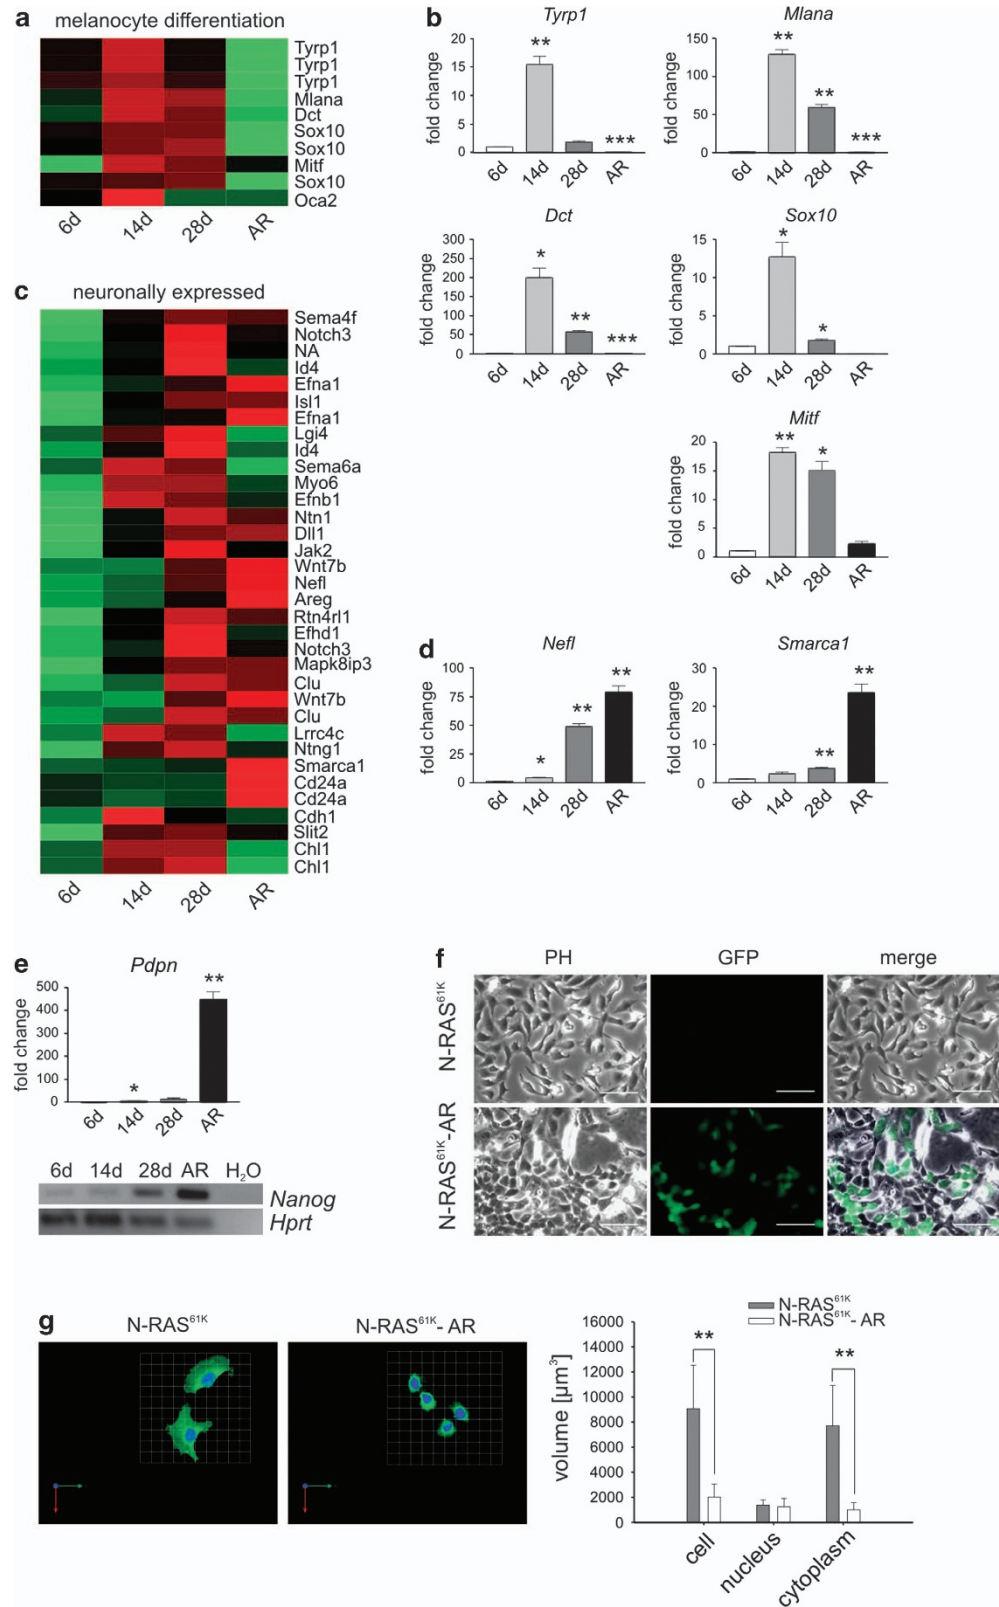 a melanocyte differentiation
Tyrp1
Tyrp1
Tyrp1
Mlana
Dct
Sox10
Sox10
Mitf
Sox10
Oca2
6d 14d 28d AR
b
Tyrp1
fold change
20
15
10
5
0
**
***
6d 14d 28d AR
Mlana
fold change
150
100
50
0
**
**
***
6d 14d 28d AR
Dct
fold change
300
250
200
150
100
50
0
*
**
***
6d 14d 28d AR
Sox10
fold change
15
10
5
0
*
*
6d 14d 28d AR
Mitf
fold change
20
15
10
5
0
**
*
6d 14d 28d AR
c neuronally expressed
Sema4f
Notch3
NA
Id4
Efna1
Isl1
Efna1
Lgi4
Id4
Sema6a
Myo6
Efnb1
Ntn1
Dll1
Jak2
Wnt7b
Nefl
Areg
Rtn4rl1
Efhd1
Notch3
Mapk8ip3
Clu
Wnt7b
Clu
Lrrc4c
Ntng1
Smarca1
Cd24a
Cd24a
Cdh1
Slit2
Chl1
Chl1
6d 14d 28d AR
d
Nefl
fold change
100
75
50
25
0
*
**
**
6d 14d 28d AR
Smarca1
fold change
30
20
10
0
**
**
6d 14d 28d AR
e
Pdpn
fold change
500
400
300
200
100
0
*
**
6d 14d 28d AR
6d 14d 28d AR H₂O
Nanog
Hprt
f
PH GFP merge
N-RAS⁶¹ᴷ
N-RAS⁶¹ᴷ-AR
g
N-RAS⁶¹ᴷ N-RAS⁶¹ᴷ- AR
N-RAS⁶¹ᴷ
N-RAS⁶¹ᴷ- AR
volume [µm³]
16000
14000
12000
10000
8000
6000
4000
2000
0
**
**
cell nucleus cytoplasm